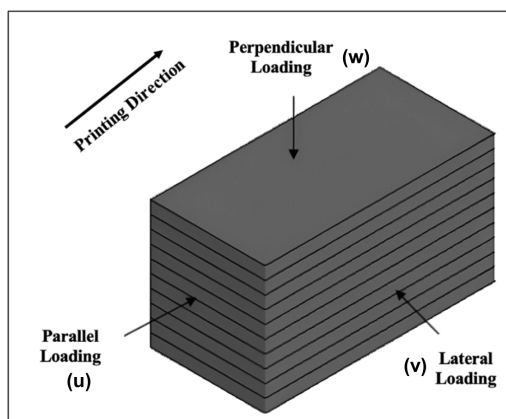 Perpendicular
Loading (w)
Printing Direction
Parallel
Loading
(u)
(v) Lateral
Loading